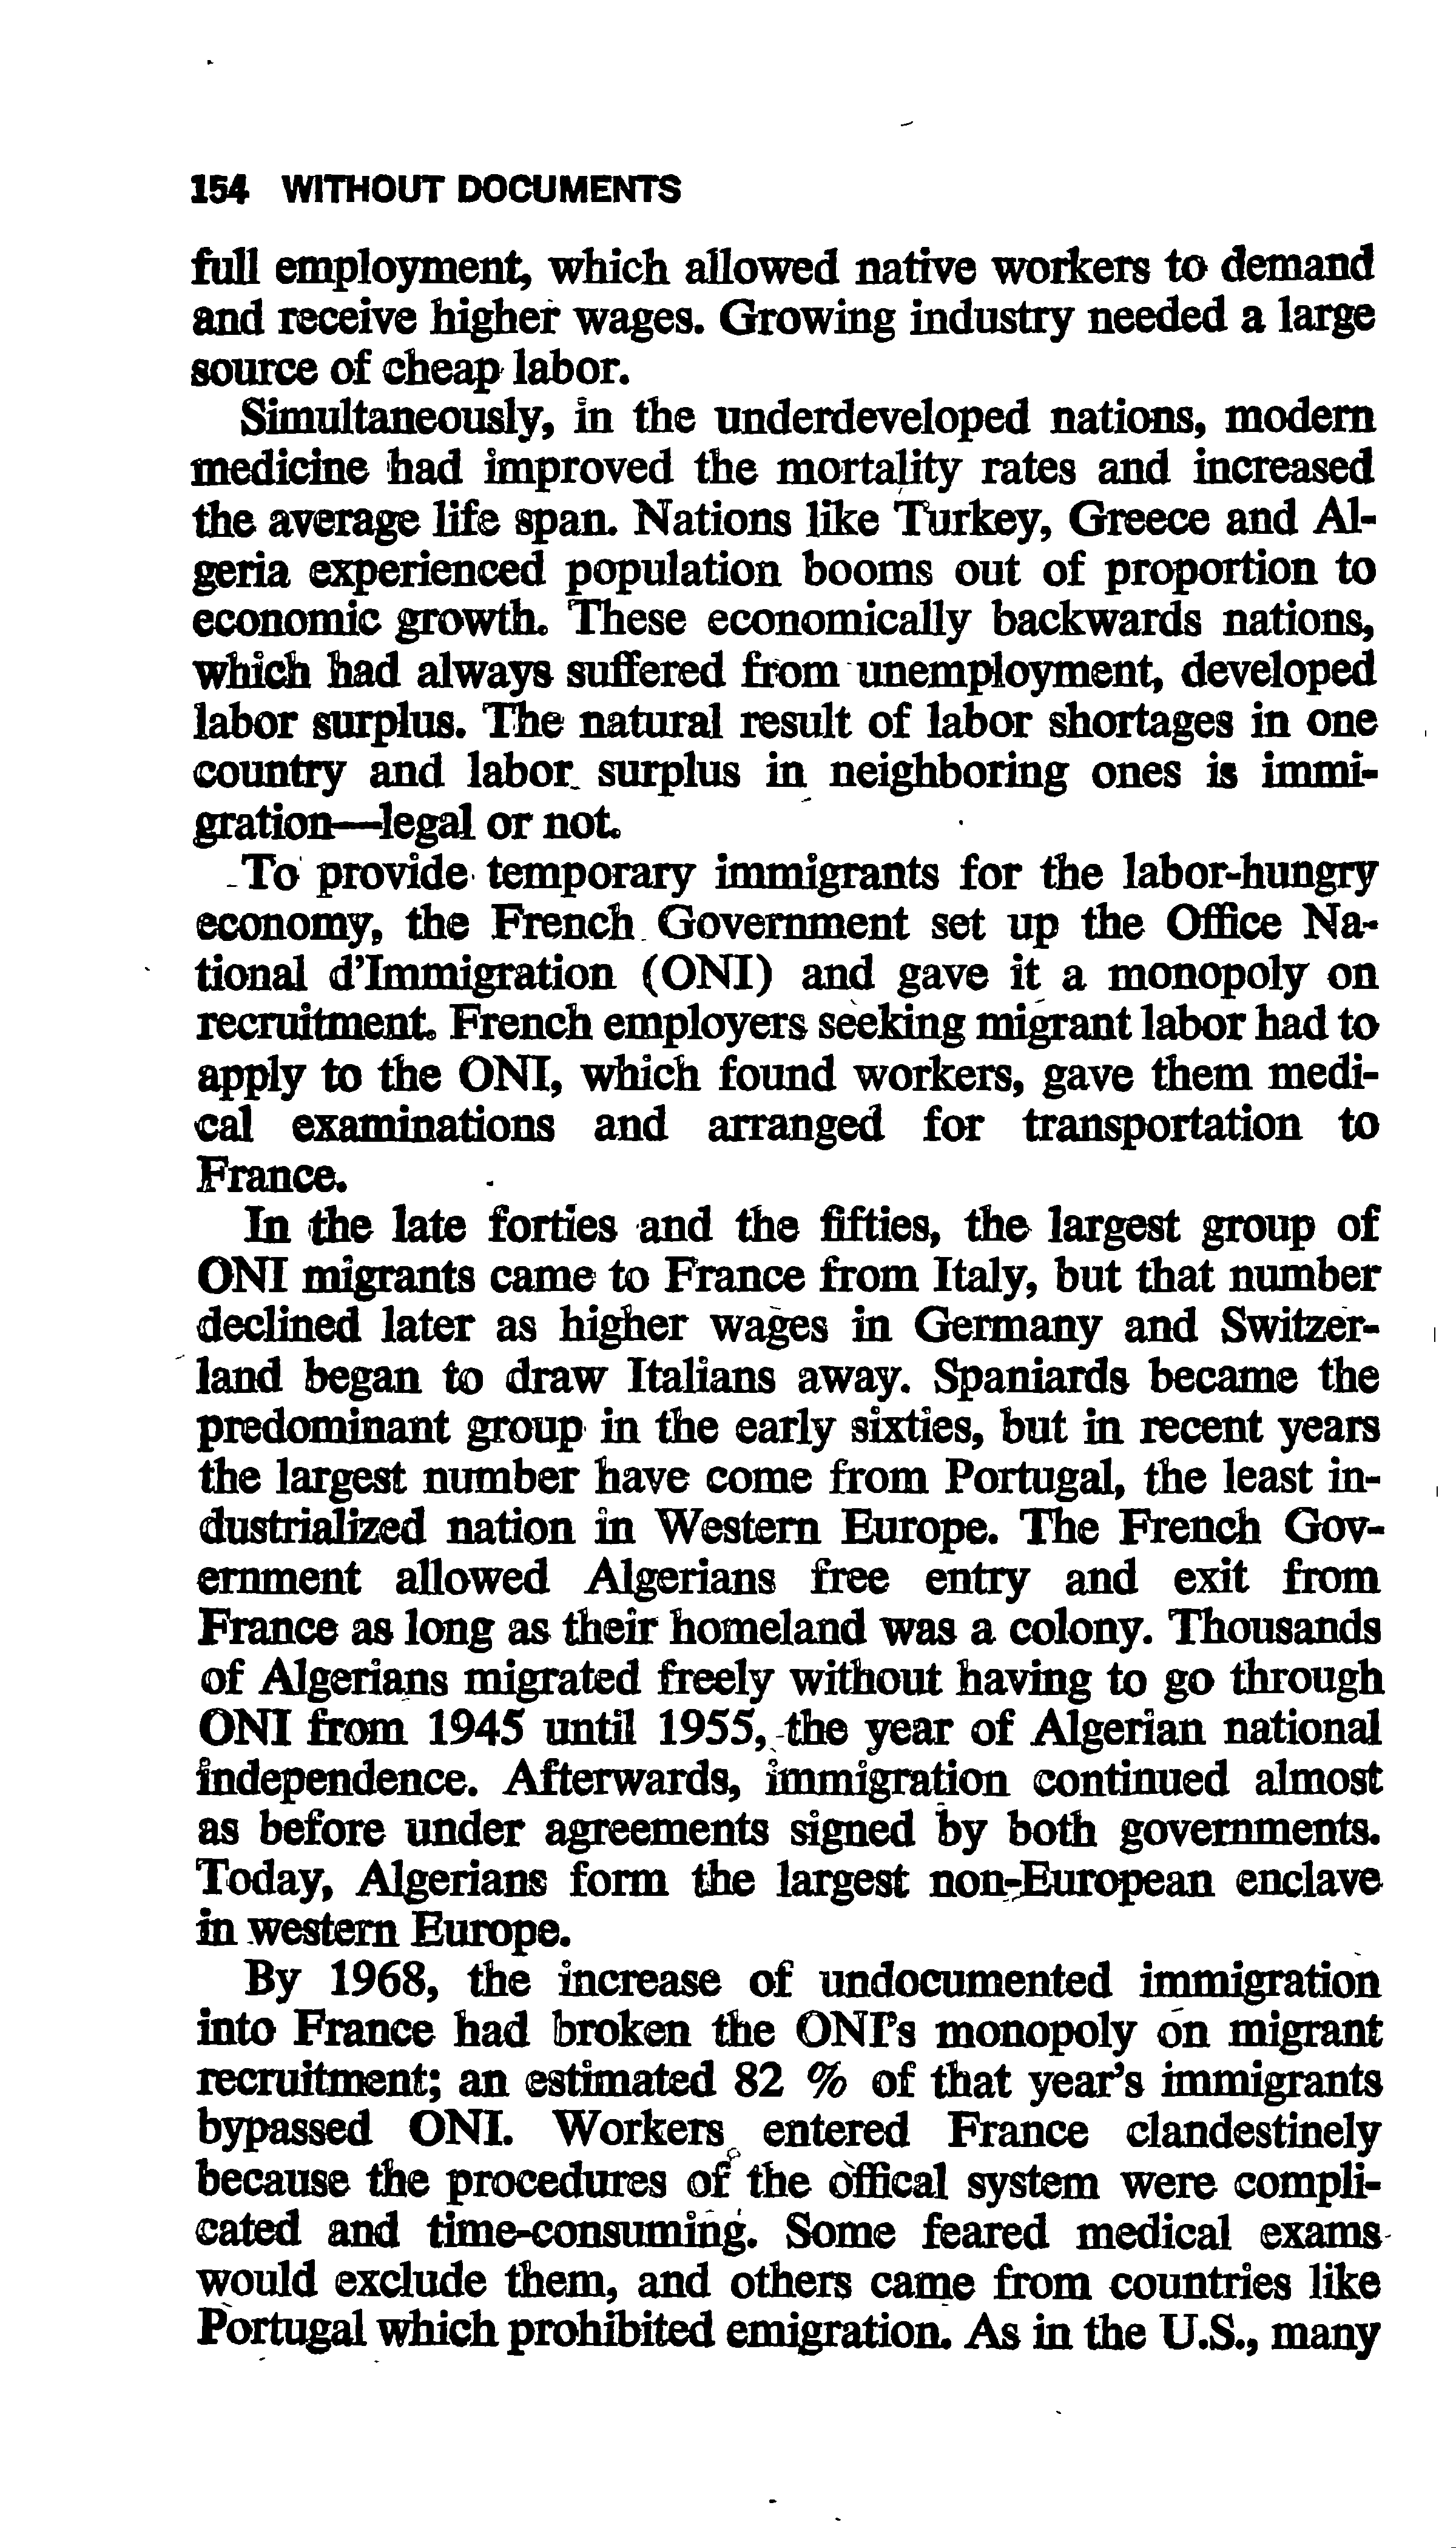 154 WITHOUT DOCUMENTS
full employment, which allowed native workers to demand
and receive higher wages. Growing industry needed a large
source of cheap labor.
Simultaneously, in the underdeveloped nations, modern
medicine had improved the mortality rates and increased
the average life span. Nations like Turkey, Greece and Al-
geria experienced population booms out of proportion to
economic growth. These economically backwards nations,
which had always suffered from unemployment, developed
labor surplus. The natural result of labor shortages in one
country and labor surplus in neighboring ones is immi-
gration—legal or not.
To provide temporary immigrants for the labor-hungry
economy, the French Government set up the Office Na-
tional d'Immigration (ONI) and gave it a monopoly on
recruitment. French employers seeking migrant labor had to
apply to the ONI, which found workers, gave them medi-
cal examinations and arranged for transportation to
France.
In the late forties and the fifties, the largest group of
ONI migrants came to France from Italy, but that number
declined later as higher wages in Germany and Switzer-
land began to draw Italians away. Spaniards became the
predominant group in the early sixties, but in recent years
the largest number have come from Portugal, the least in-
dustrialized nation in Western Europe. The French Gov-
ernment allowed Algerians free entry and exit from
France as long as their homeland was a colony. Thousands
of Algerians migrated freely without having to go through
ONI from 1945 until 1955, the year of Algerian national
independence. Afterwards, immigration continued almost
as before under agreements signed by both governments.
Today, Algerians form the largest non-European enclave
in western Europe.
By 1968, the increase of undocumented immigration
into France had broken the ONI's monopoly on migrant
recruitment; an estimated 82 % of that year's immigrants
bypassed ONI. Workers entered France clandestinely
because the procedures of the offical system were compli-
cated and time-consuming. Some feared medical exams
would exclude them, and others came from countries like
Portugal which prohibited emigration. As in the U.S., many